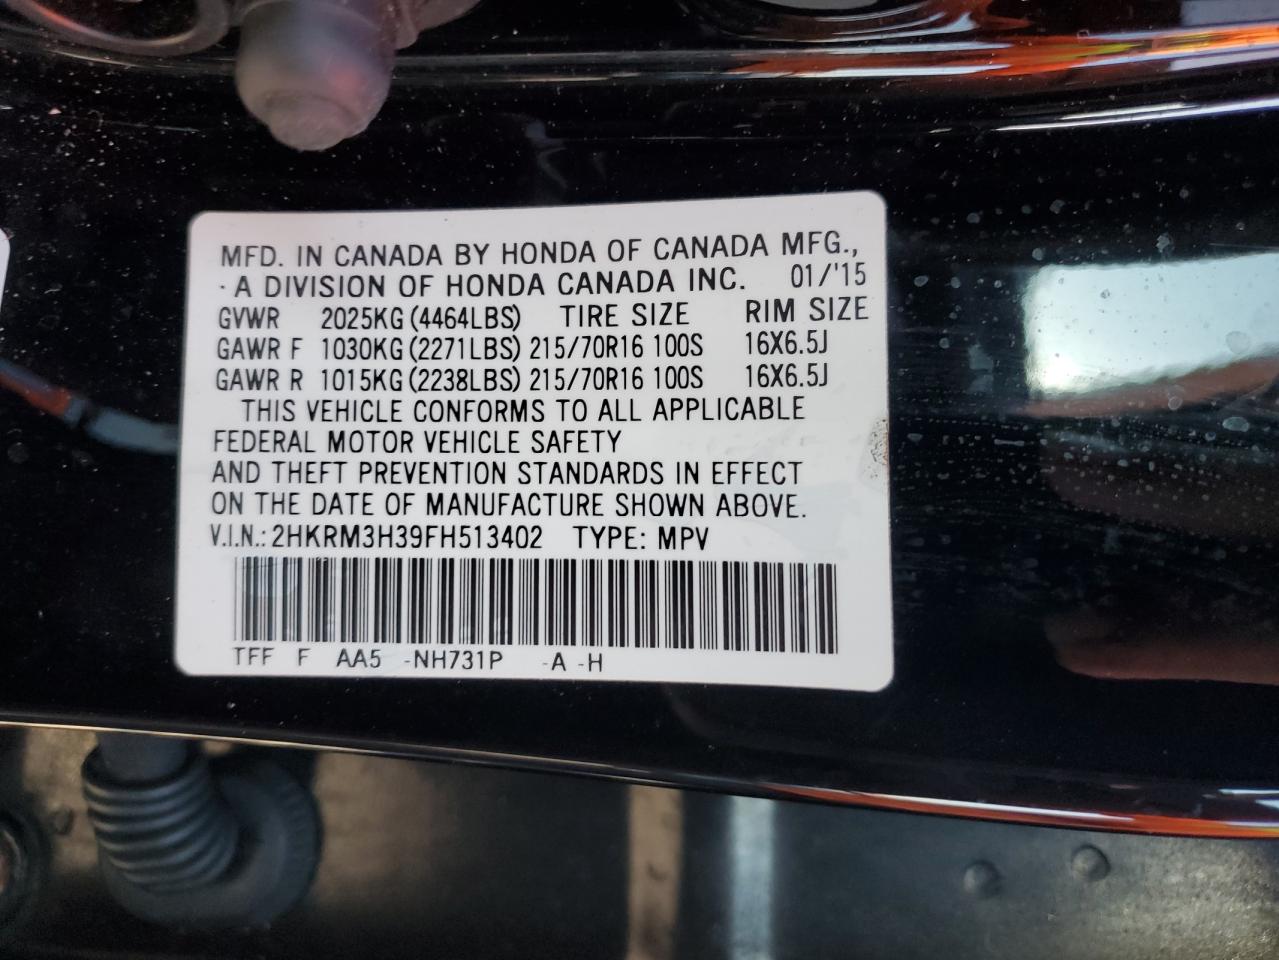 MFD. IN CANADA BY HONDA OF CANADA MFG.,
A DIVISION OF HONDA CANADA INC. 01/'15
GVWR 2025KG (4464LBS) TIRE SIZE RIM SIZE
GAWR F 1030KG (2271LBS) 215/70R16 100S 16X6.5J
GAWR R 1015KG (2238LBS) 215/70R16 100S 16X6.5J
THIS VEHICLE CONFORMS TO ALL APPLICABLE
FEDERAL MOTOR VEHICLE SAFETY
AND THEFT PREVENTION STANDARDS IN EFFECT
ON THE DATE OF MANUFACTURE SHOWN ABOVE.
V.I.N.: 2HKRM3H39FH513402 TYPE: MPV
TFF F AA5 -NH731P -A -H